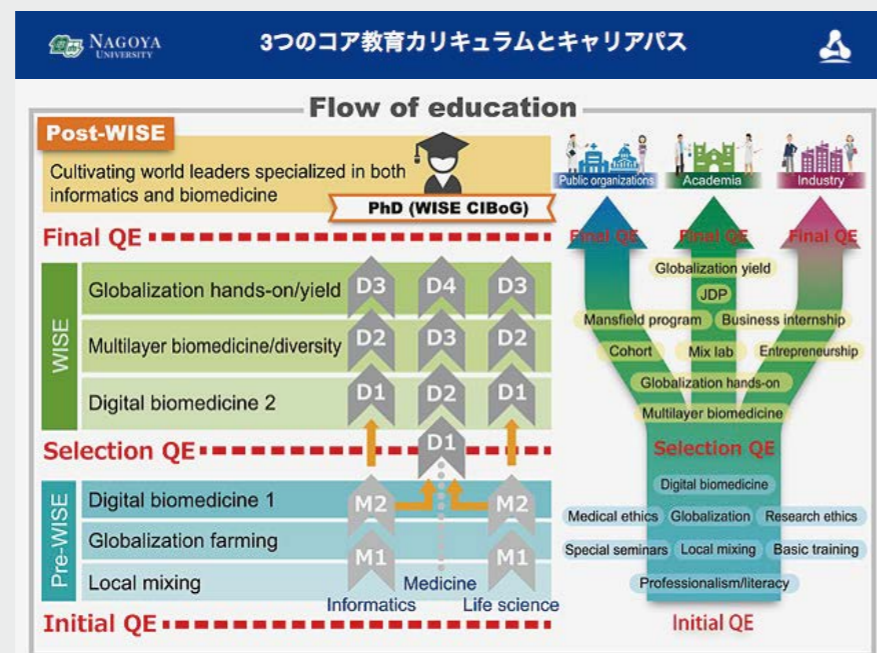 NAGOYA
UNIVERSITY
3つのコア教育カリキュラムとキャリアパス
Flow of education
Post-WISE
Cultivating world leaders specialized in both
informatics and biomedicine
PhD (WISE CIBoG)
Final QE
WISE
Globalization hands-on/yield
D3
D4
D3
Multilayer biomedicine/diversity
D2
D3
D2
Digital biomedicine 2
D1
D2
D1
Selection QE
D1
Pre-WISE
Digital biomedicine 1
M2
M2
Globalization farming
M1
M1
Local mixing
Medicine
Informatics
Life science
Initial QE
Public organizations
Academia
Industry
Final QE
Final QE
Final QE
Globalization yield
JDP
Mansfield program
Business internship
Cohort
Mix lab
Entrepreneurship
Globalization hands-on
Multilayer biomedicine
Selection QE
Digital biomedicine
Medical ethics
Globalization
Research ethics
Special seminars
Local mixing
Basic training
Professionalism/literacy
Initial QE